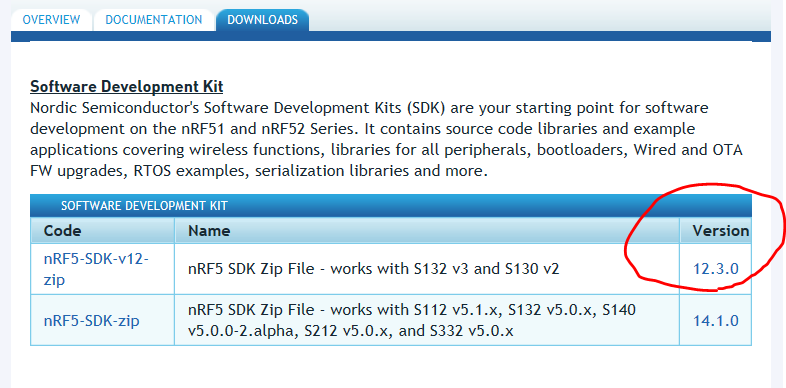 OVERVIEW DOCUMENTATION DOWNLOADS
Software Development Kit
Nordic Semiconductor's Software Development Kits (SDK) are your starting point for software
development on the nRF51 and nRF52 Series. It contains source code libraries and example
applications covering wireless functions, libraries for all peripherals, bootloaders, Wired and OTA
FW upgrades, RTOS examples, serialization libraries and more.
SOFTWARE DEVELOPMENT KIT
Code Name Version
nRF5-SDK-v12-
zip
nRF5 SDK Zip File - works with S132 v3 and S130 v2
12.3.0
nRF5-SDK-zip
nRF5 SDK Zip File - works with S112 v5.1.x, S132 v5.0.x, S140
v5.0.0-2.alpha, S212 v5.0.x, and S332 v5.0.x
14.1.0